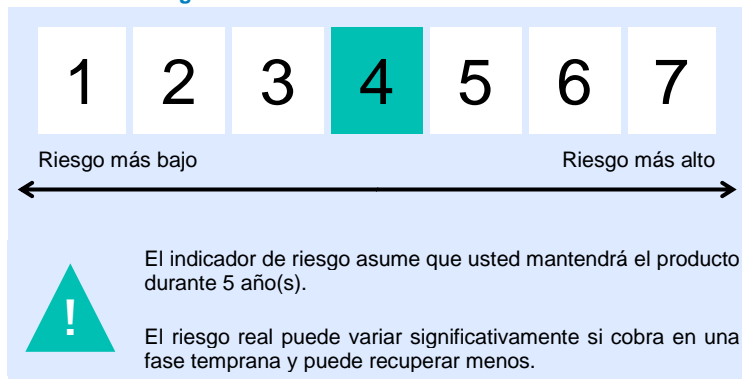 1 2 3 4 5 6 7
Riesgo más bajo Riesgo más alto
El indicador de riesgo asume que usted mantendrá el producto
durante 5 año(s).
!
El riesgo real puede variar significativamente si cobra en una
fase temprana y puede recuperar menos.